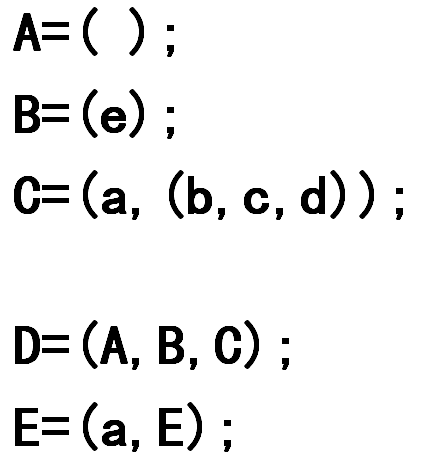 A=( );
B=(e);
C=(a,(b,c,d));
D=(A,B,C);
E=(a,E);